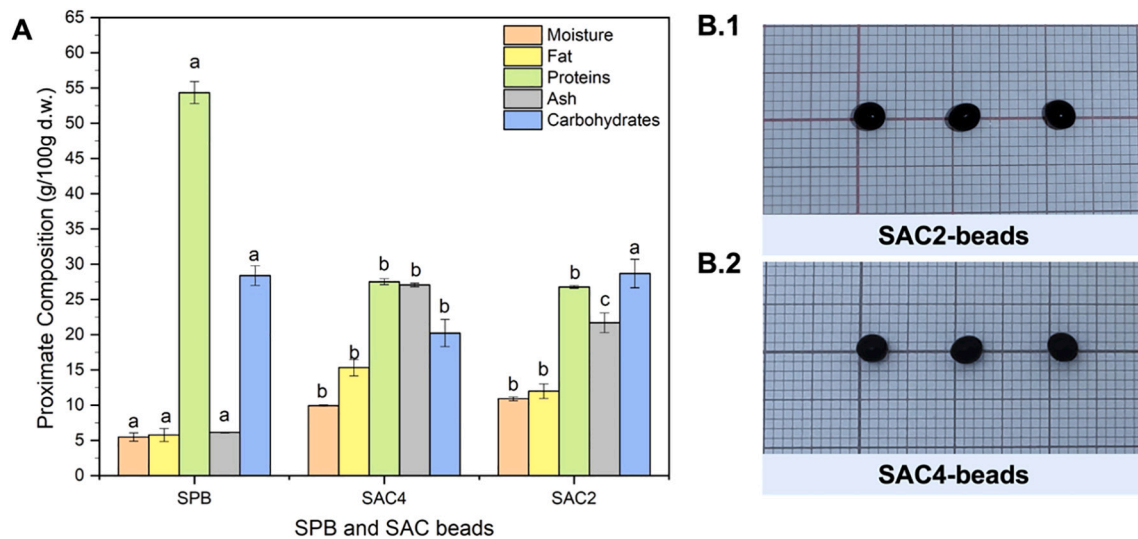 A
Proximate Composition (g/100g d.w.)
65
60
55
50
45
40
35
30
25
20
15
10
5
0
Moisture
Fat
Proteins
Ash
Carbohydrates
a
a
a
a
a
b
b
b
b
b
b
b
b
c
a
SPB
SAC4
SAC2
SPB and SAC beads
B.1
SAC2-beads
B.2
SAC4-beads